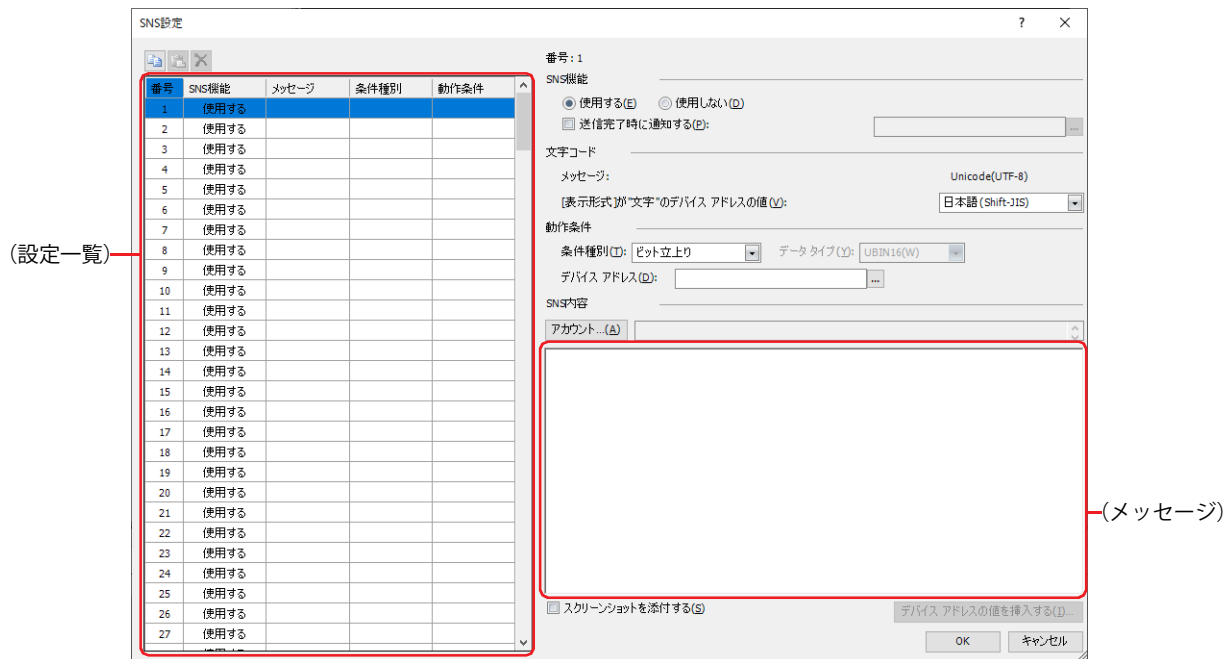 SNS設定
番号:1
SNS機能
使用する(E) 使用しない(D)
送信完了時に通知する(P): ...
文字コード
メッセージ: Unicode(UTF-8)
[表示形式]が"文字"のデバイス アドレスの値(V): 日本語(Shift-JIS)
動作条件
条件種別(T): ビット立上り データ タイプ(Y): UBIN16(W)
デバイス アドレス(D): ...
SNS内容
アカウント...(A)
スクリーンショットを添付する(S)
デバイス アドレスの値を挿入する(I)...
OK キャンセル
番号 SNS機能 メッセージ 条件種別 動作条件
1 使用する
2 使用する
3 使用する
4 使用する
5 使用する
6 使用する
7 使用する
8 使用する
9 使用する
10 使用する
11 使用する
12 使用する
13 使用する
14 使用する
15 使用する
16 使用する
17 使用する
18 使用する
19 使用する
20 使用する
21 使用する
22 使用する
23 使用する
24 使用する
25 使用する
26 使用する
27 使用する
(設定一覧)
(メッセージ)